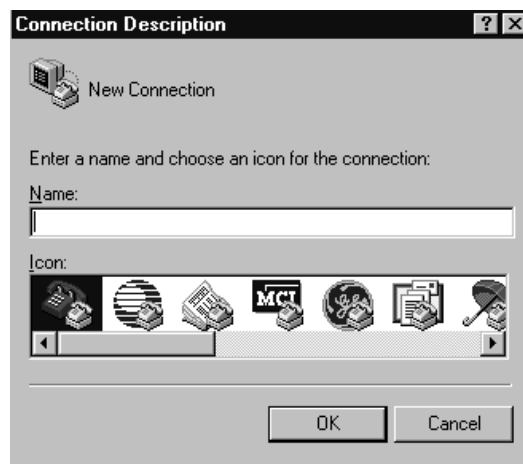 Connection Description
New Connection
Enter a name and choose an icon for the connection:
Name:
Icon:
MCI
OK Cancel